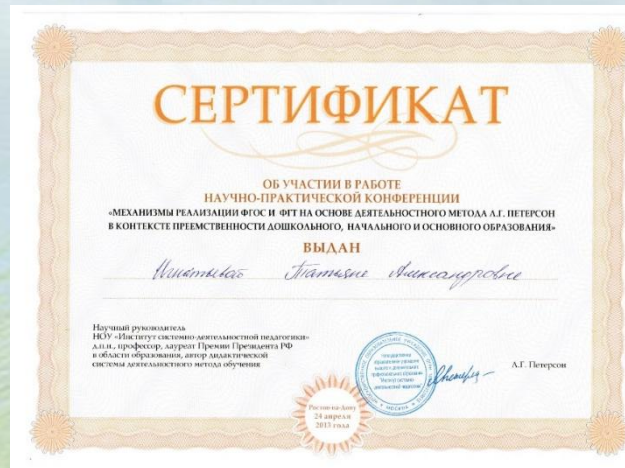 СЕРТИФИКАТ
ОБ УЧАСТИИ В РАБОТЕ
НАУЧНО-ПРАКТИЧЕСКОЙ КОНФЕРЕНЦИИ
«МЕХАНИЗМЫ РЕАЛИЗАЦИИ ФГОС И ФГТ НА ОСНОВЕ ДЕЯТЕЛЬНОСТНОГО МЕТОДА Л.Г. ПЕТЕРСОН
В КОНТЕКСТЕ ПРЕЕМСТВЕННОСТИ ДОШКОЛЬНОГО, НАЧАЛЬНОГО И ОСНОВНОГО ОБРАЗОВАНИЯ»
ВЫДАН
Игнатьевой Татьяне Александровне
Научный руководитель
НОУ «Институт системно-деятельностной педагогики»
д.п.н., профессор, лауреат Премии Президента РФ
в области образования, автор дидактической
системы деятельностного метода обучения
Л.Г. Петерсон
МОСКВА
Ростов-на-Дону
24 апреля
2013 года